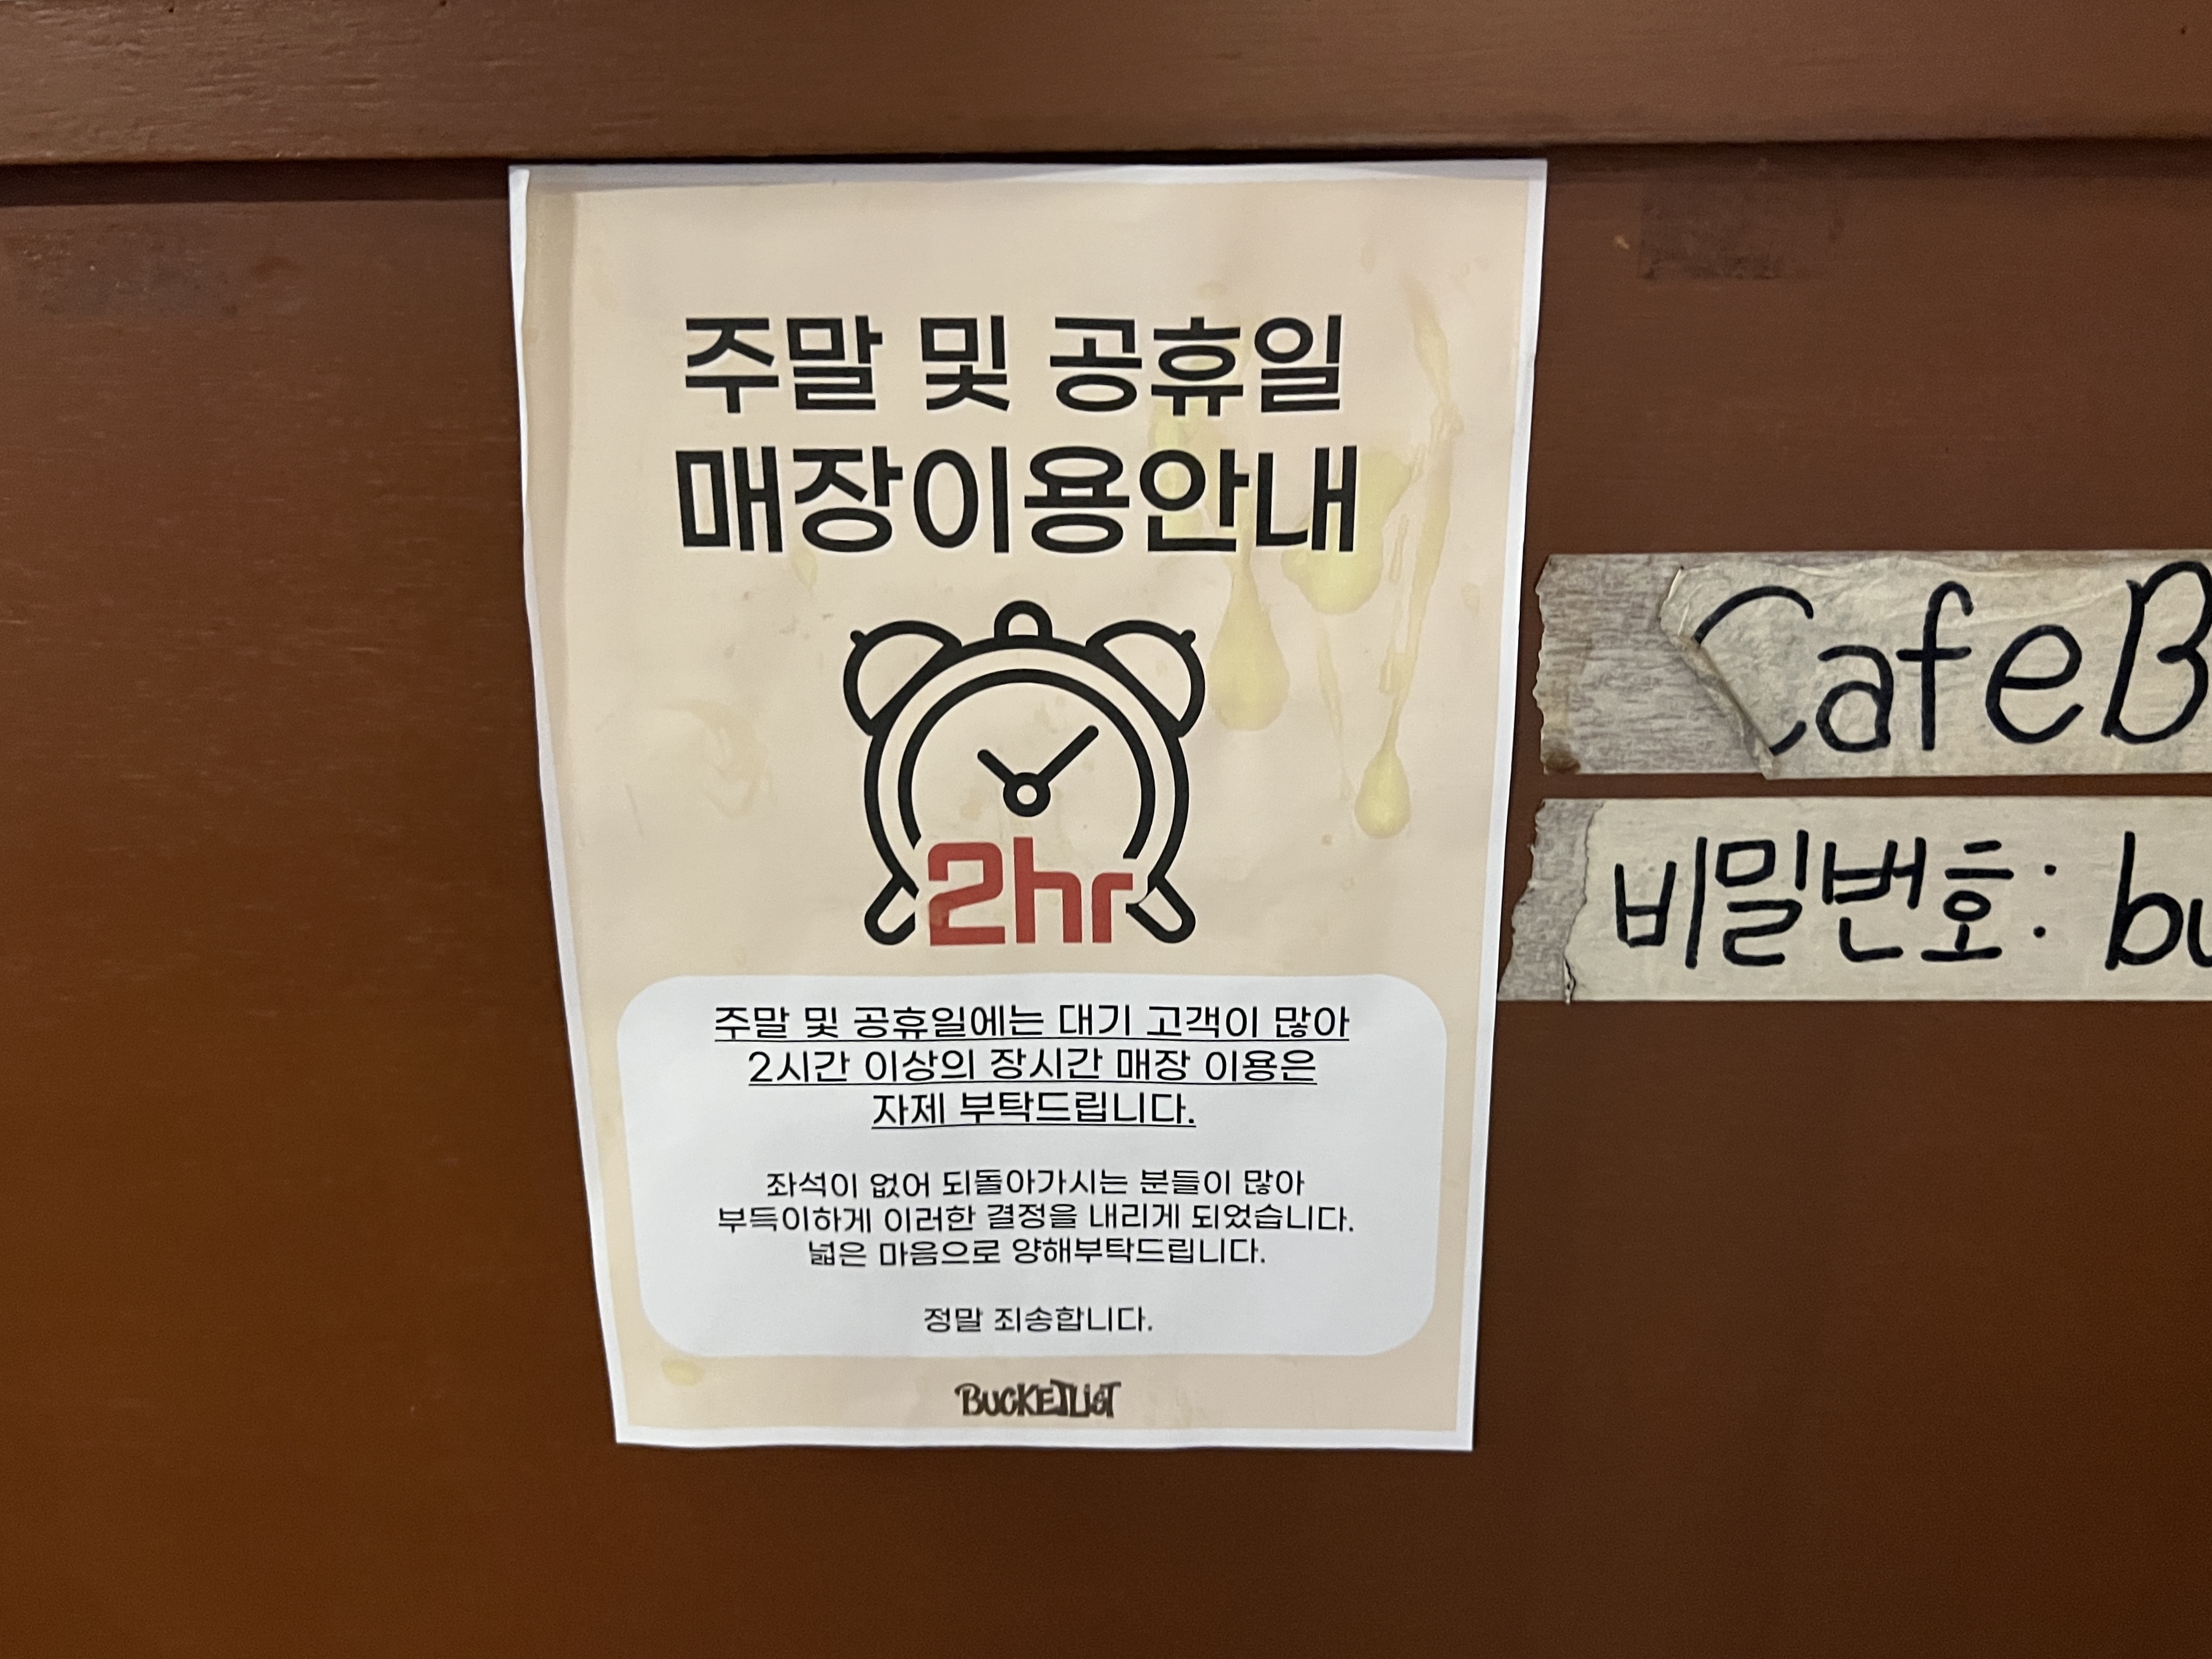 주말 및 공휴일
매장이용안내
2hr
주말 및 공휴일에는 대기 고객이 많아
2시간 이상의 장시간 매장 이용은
자제 부탁드립니다.
좌석이 없어 되돌아가시는 분들이 많아
부득이하게 이러한 결정을 내리게 되었습니다.
넓은 마음으로 양해부탁드립니다.
정말 죄송합니다.
BUCKETLiST
CafeB
비밀번호: bu